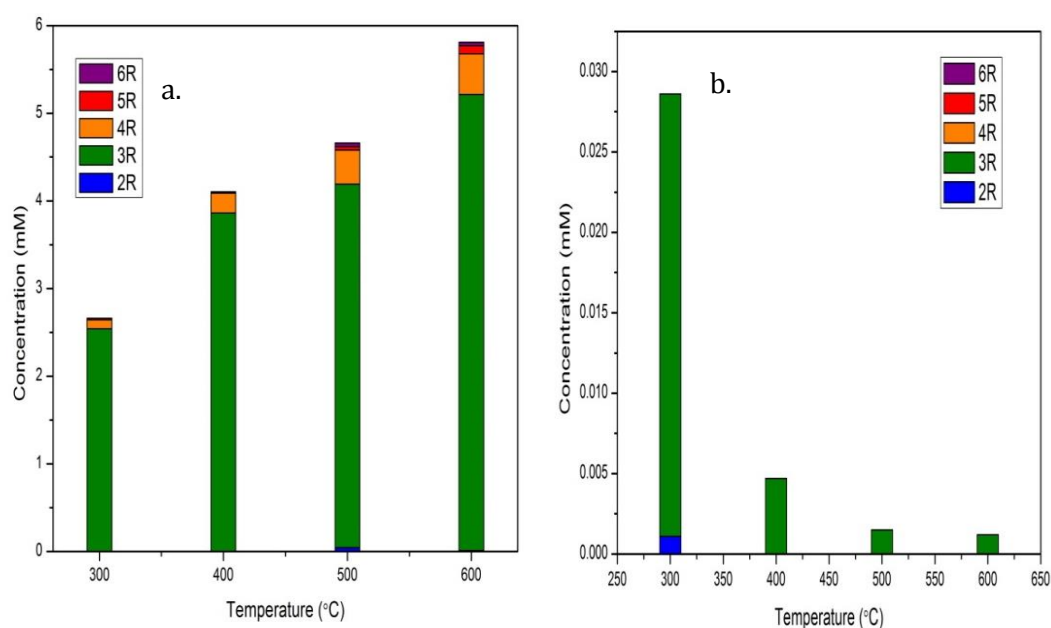 6
5
4
3
2
1
0
Concentration (mM)
6R
5R
4R
3R
2R
a.
300
400
500
600
Temperature (°C)
0.030
0.025
0.020
0.015
0.010
0.005
0.000
Concentration (mM)
b.
6R
5R
4R
3R
2R
250
300
350
400
450
500
550
600
650
Temperature (°C)